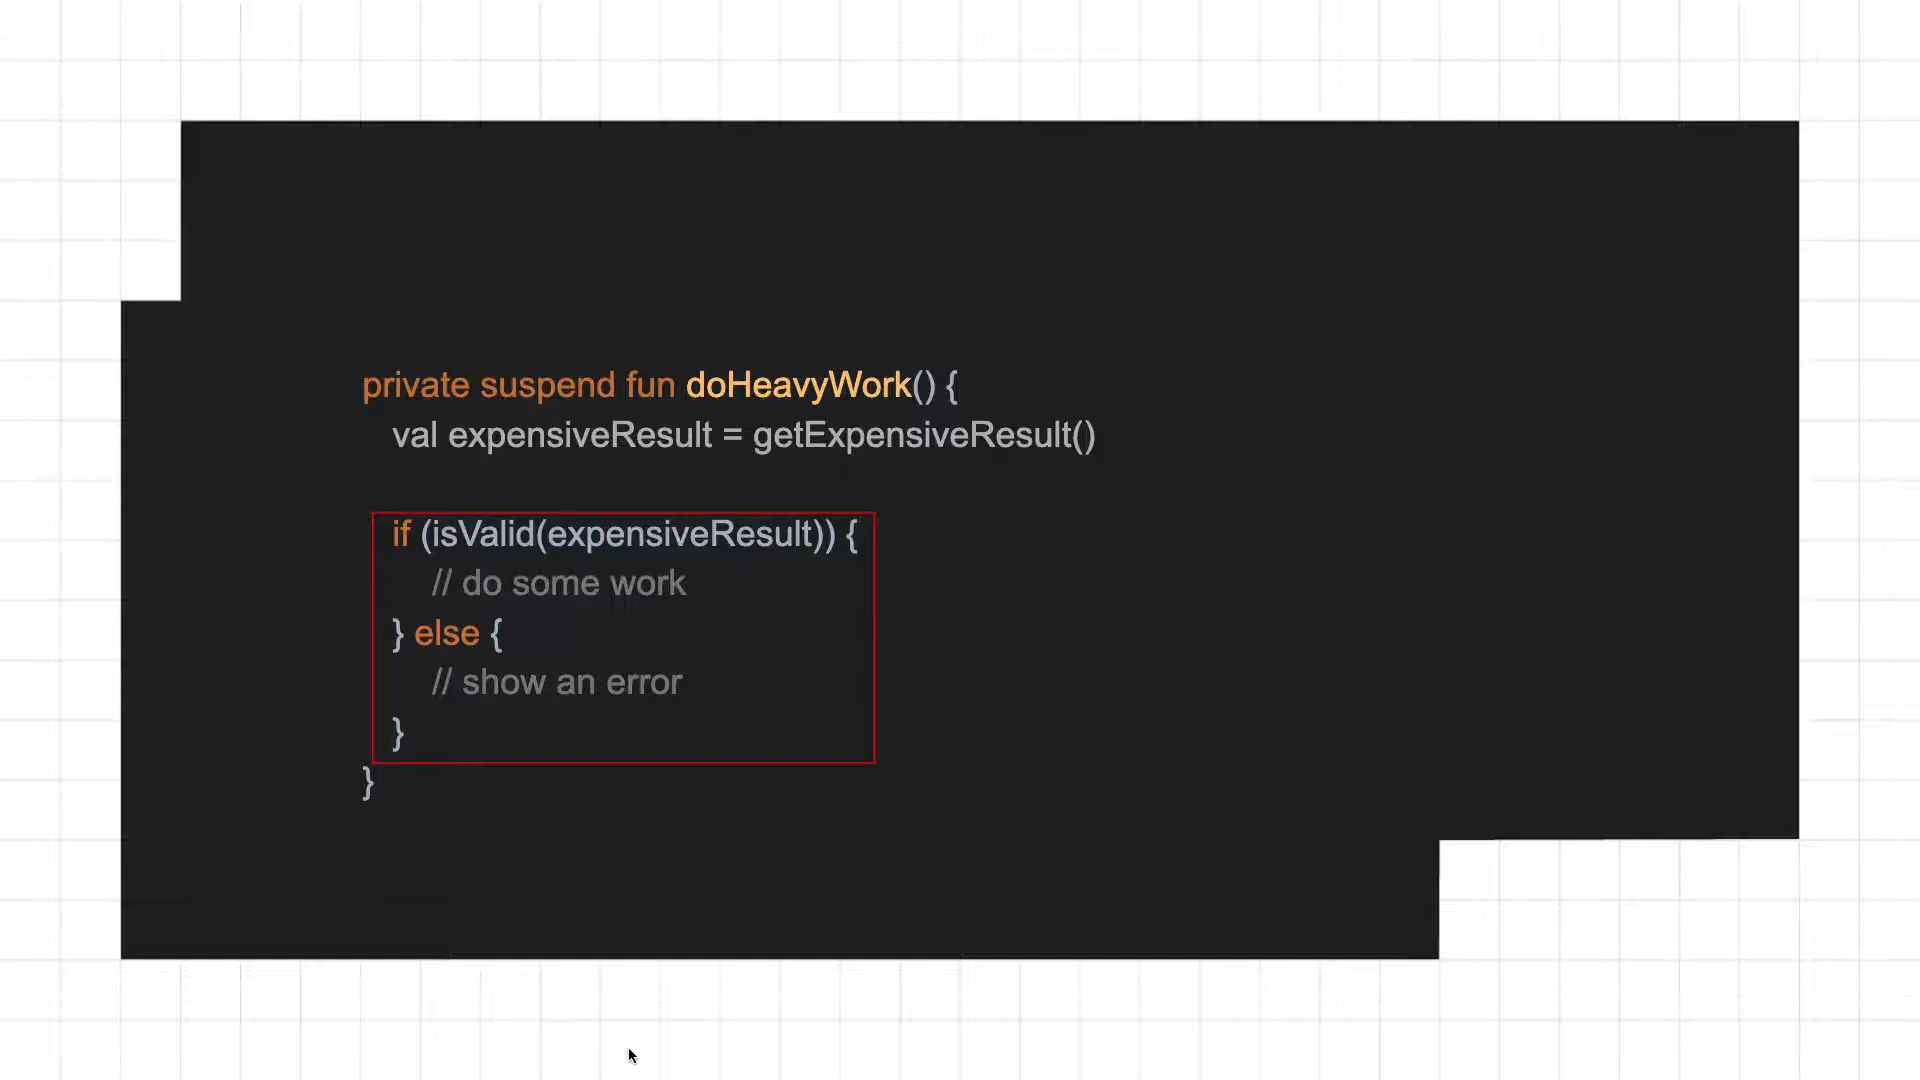 private suspend fun doHeavyWork() {
val expensiveResult = getExpensiveResult()
if (isValid(expensiveResult)) {
// do some work
} else {
// show an error
}
}